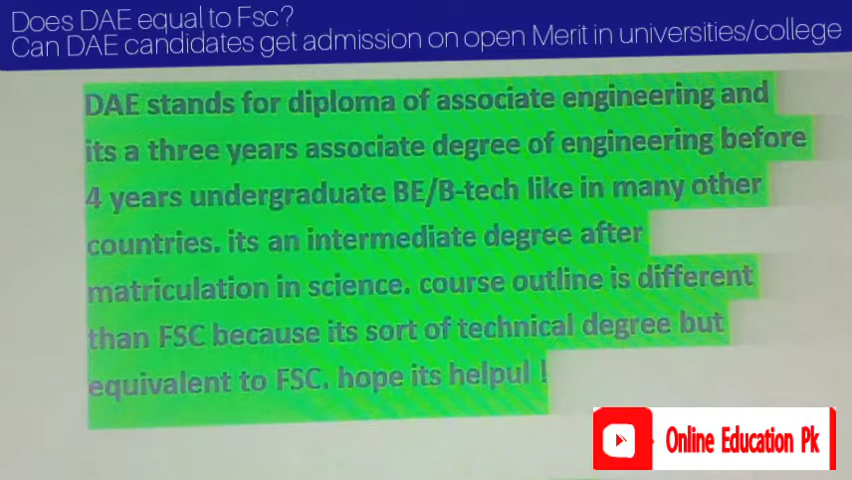 Does DAE equal to Fsc?
Can DAE candidates get admission on open Merit in universities/college
DAE stands for diploma of associate engineering and
its a three years associate degree of engineering before
4 years undergraduate BE/B-tech like in many other
countries. its an intermediate degree after
matriculation in science. course outline is different
than FSC because its sort of technical degree but
equivalent to FSC. hope its helpul !
Online Education Pk